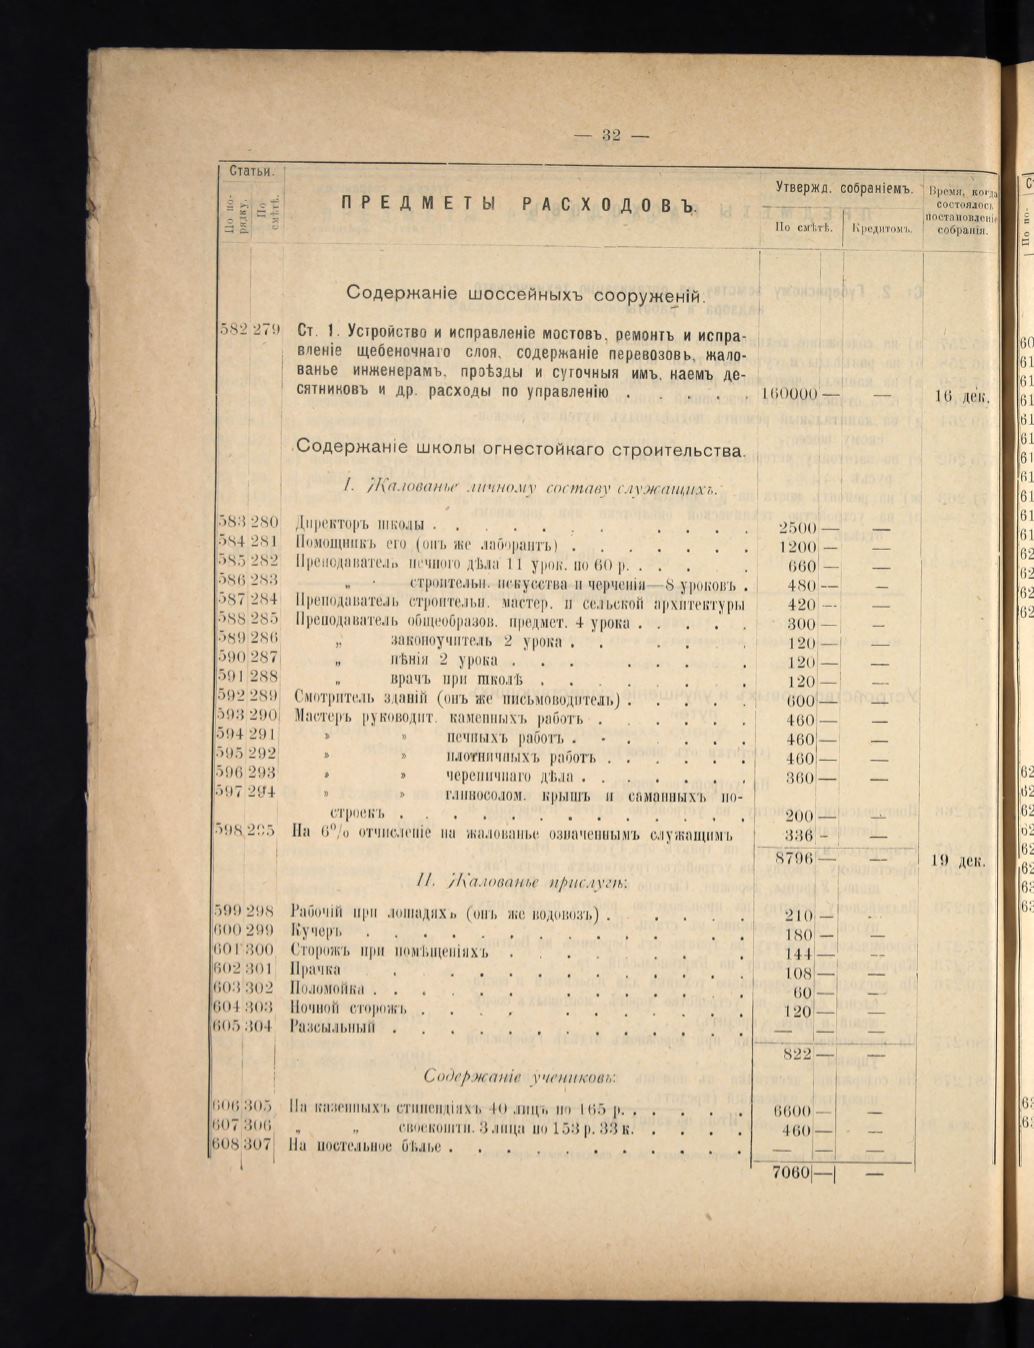 — 32 —
Статьи.
По по-
рядку.
По
смѣтѣ.
ПРЕДМЕТЫ РАСХОДОВЪ.
Утвержд. собраніемъ.
По смѣтѣ.
Кредитомъ.
Время, когда
состоялось
постановленіе
собранія.
Содержаніе шоссейныхъ сооруженій.
582 279 Ст. 1. Устройство и исправленіе мостовъ, ремонтъ и испра-
вленіе щебеночнаго слоя, содержаніе перевозовъ, жало-
ванье инженерамъ, проѣзды и суточныя имъ, наемъ де-
сятниковъ и др. расходы по управленію . . . . . 160000 — — 16 дек.
Содержаніе школы огнестойкаго строительства.
I. Жалованье личному составу служащихъ.
583 280 Директоръ школы . . . . . . . . . . 2500 — —
584 281 Помощникъ его (онъ же лаборантъ) . . . . . . . 1200 — —
585 282 Преподаватель печного дѣла 11 урок. по 60 р. . . . . 660 — —
586 283 „ строительн. искусства и черченія—8 уроковъ . 480 — —
587 284 Преподаватель строительн. матер. и сельской архитектуры 420 — —
588 285 Преподаватель общеобразов. предмет. 4 урока . . . . . 300 — —
589 286 „ законоучитель 2 урока . . . . . . 120 — —
590 287 „ пѣнія 2 урока . . . . . . . 120 — —
591 288 „ врачъ при школѣ . . . . . . 120 — —
592 289 Смотритель зданій (онъ же письмоводитель) . . . . . 600 — —
593 290 Мастеръ руководит. каменныхъ работъ . . . . . 460 — —
594 291 » » печныхъ работъ . . . . . . 460 — —
595 292 » » плотничныхъ работъ . . . . . . 460 — —
596 293 » » черепичнаго дѣла . . . . . . . 360 — —
597 294 » » глиносолом. крышъ и саманныхъ по-
строекъ . . . . . . . . . . . . 200 — —
598 295 На 6% отчисленіе на жалованье означеннымъ служащимъ 336 — —
8796 — — 19 дек.
II. Жалованье прислугѣ:
599 298 Рабочій при лошадяхъ (онъ же водовозъ) . . . . . 210 — —
600 299 Кучеръ . . . . . . . . . . . 180 — —
601 300 Сторожъ при помѣщеніяхъ . . . . . . . 144 — —
602 301 Прачка . . . . . . . . . . 108 — —
603 302 Поломойка . . . . . . . . . . . 60 — —
604 303 Ночной сторожъ . . . . . . . . . . 120 — —
605 304 Разсыльный . . . . . . . . . . . — — —
822 — —
Содержаніе учениковъ:
606 305 На казенныхъ стипендіяхъ 40 лицъ по 165 р. . . . . . 6600 — —
607 306 „ „ своекошти. 3 лица по 153 р. 33 к. . . . . 460 — —
608 307 На постельное бѣлье . . . . . . . . . . — — —
7060 — —